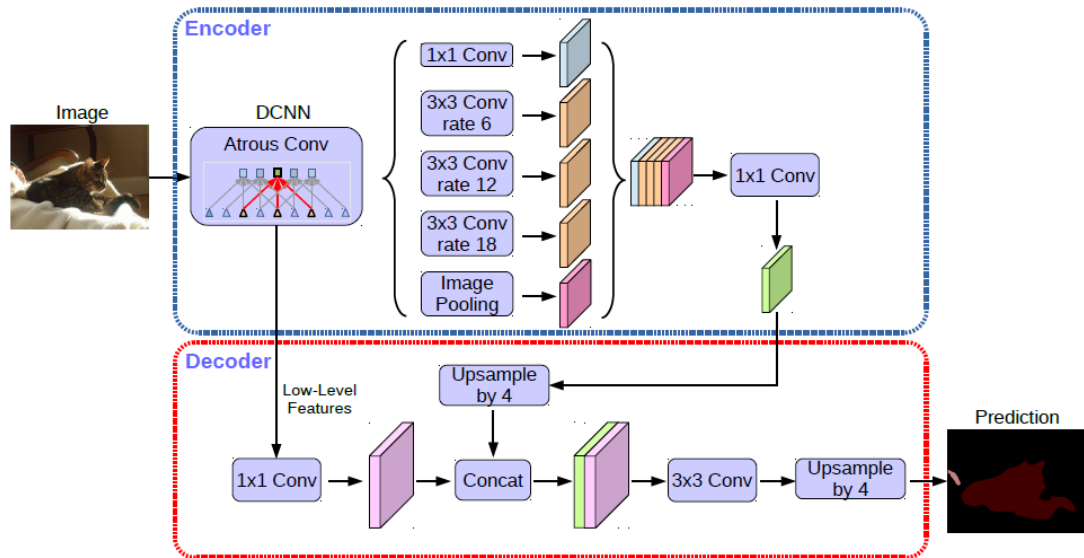 Encoder
Image
DCNN
Atrous Conv
1x1 Conv
3x3 Conv
rate 6
3x3 Conv
rate 12
3x3 Conv
rate 18
Image
Pooling
1x1 Conv
Decoder
Low-Level
Features
Upsample
by 4
1x1 Conv
Concat
3x3 Conv
Upsample
by 4
Prediction